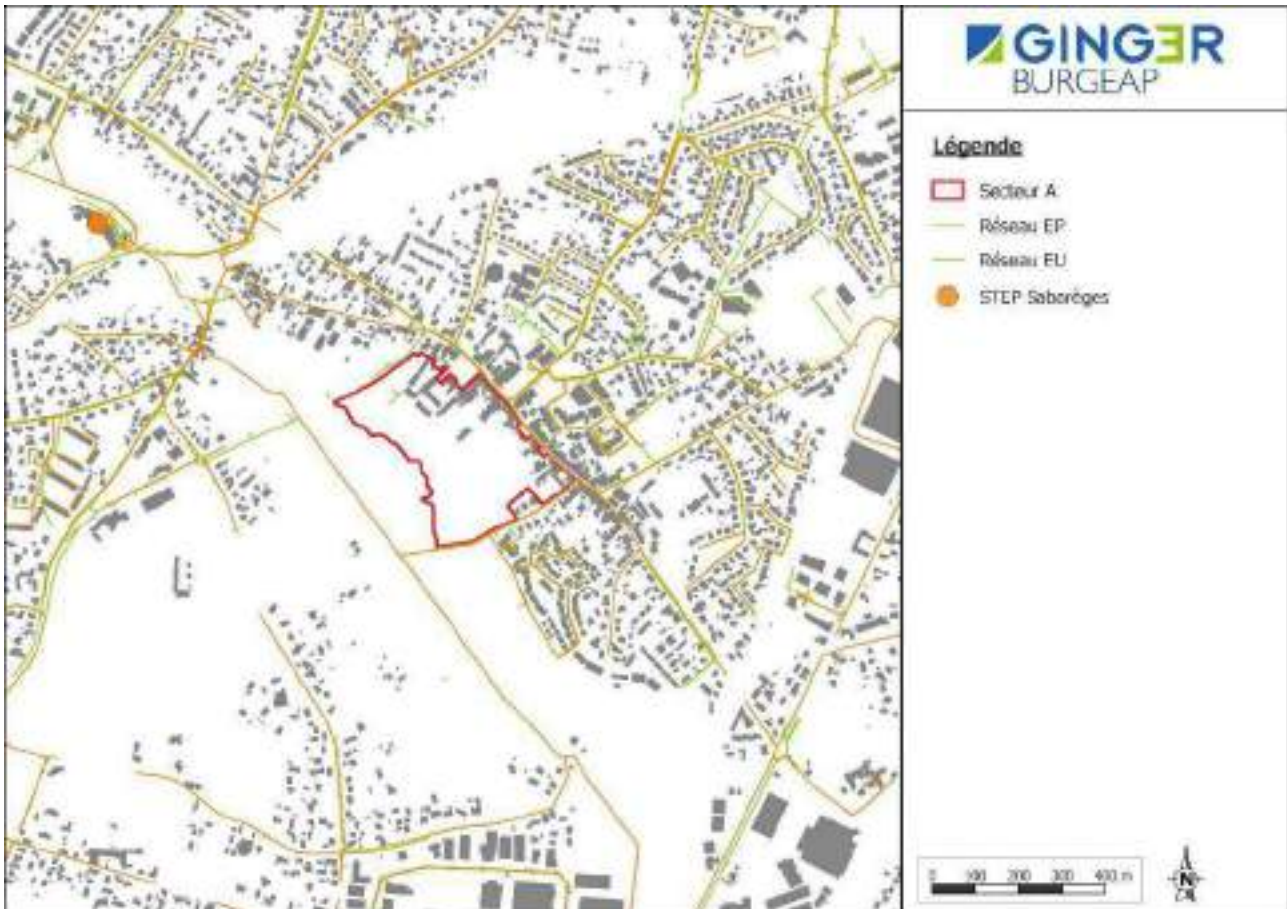 GINGER
BURGEAP
Légende
Secteur A
Réseau EP
Réseau EU
STEP Sabarèges
0 100 200 300 400 m
N